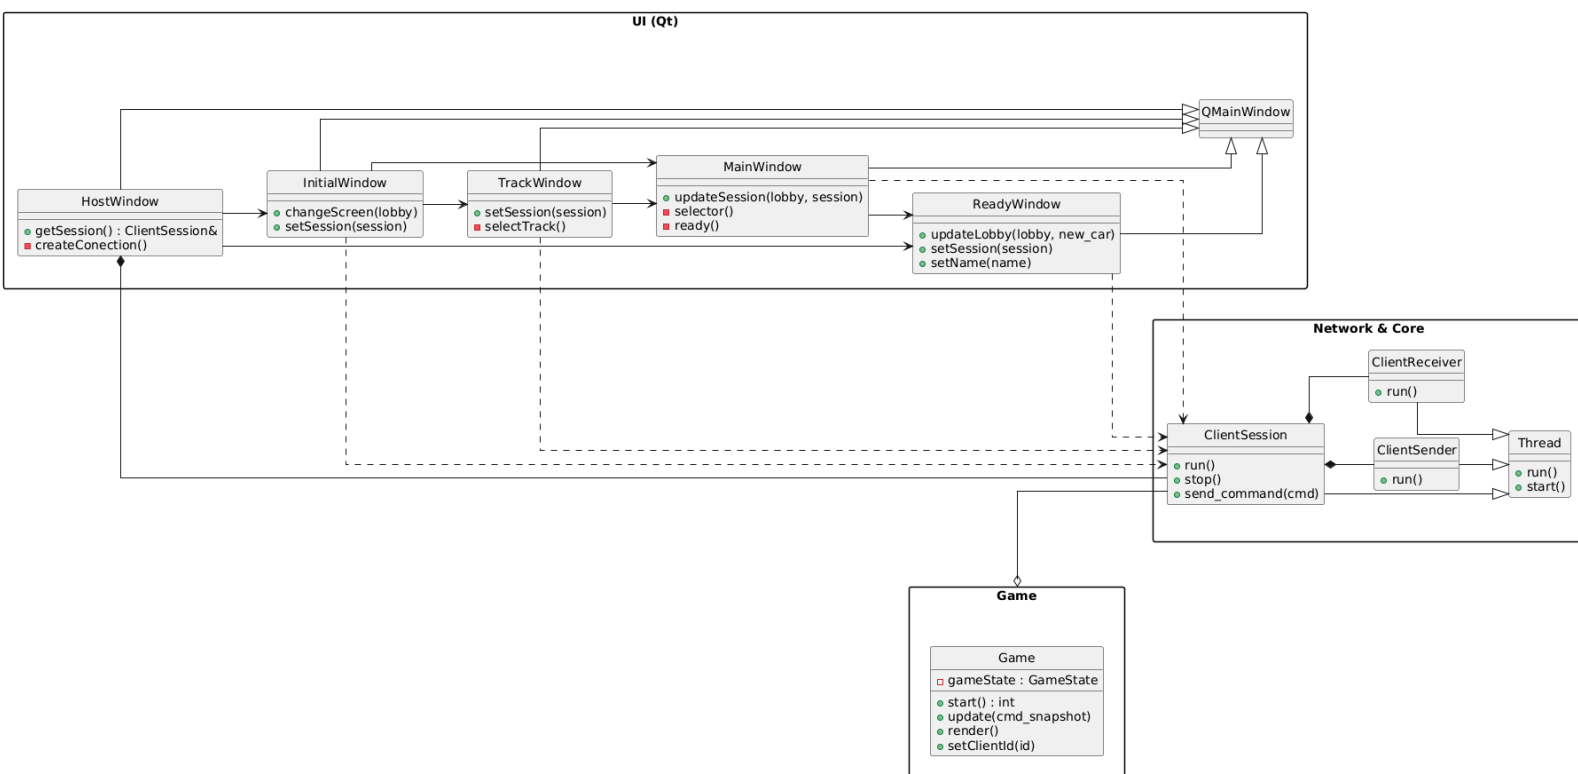 UI (Qt)
QMainWindow
HostWindow
getSession() : ClientSession&
createConection()
InitialWindow
changeScreen(lobby)
setSession(session)
TrackWindow
setSession(session)
selectTrack()
MainWindow
updateSession(lobby, session)
selector()
ready()
ReadyWindow
updateLobby(lobby, new_car)
setSession(session)
setName(name)
Network & Core
ClientReceiver
run()
ClientSession
run()
stop()
send_command(cmd)
ClientSender
run()
Thread
run()
start()
Game
Game
gameState : GameState
start() : int
update(cmd_snapshot)
render()
setClientId(id)